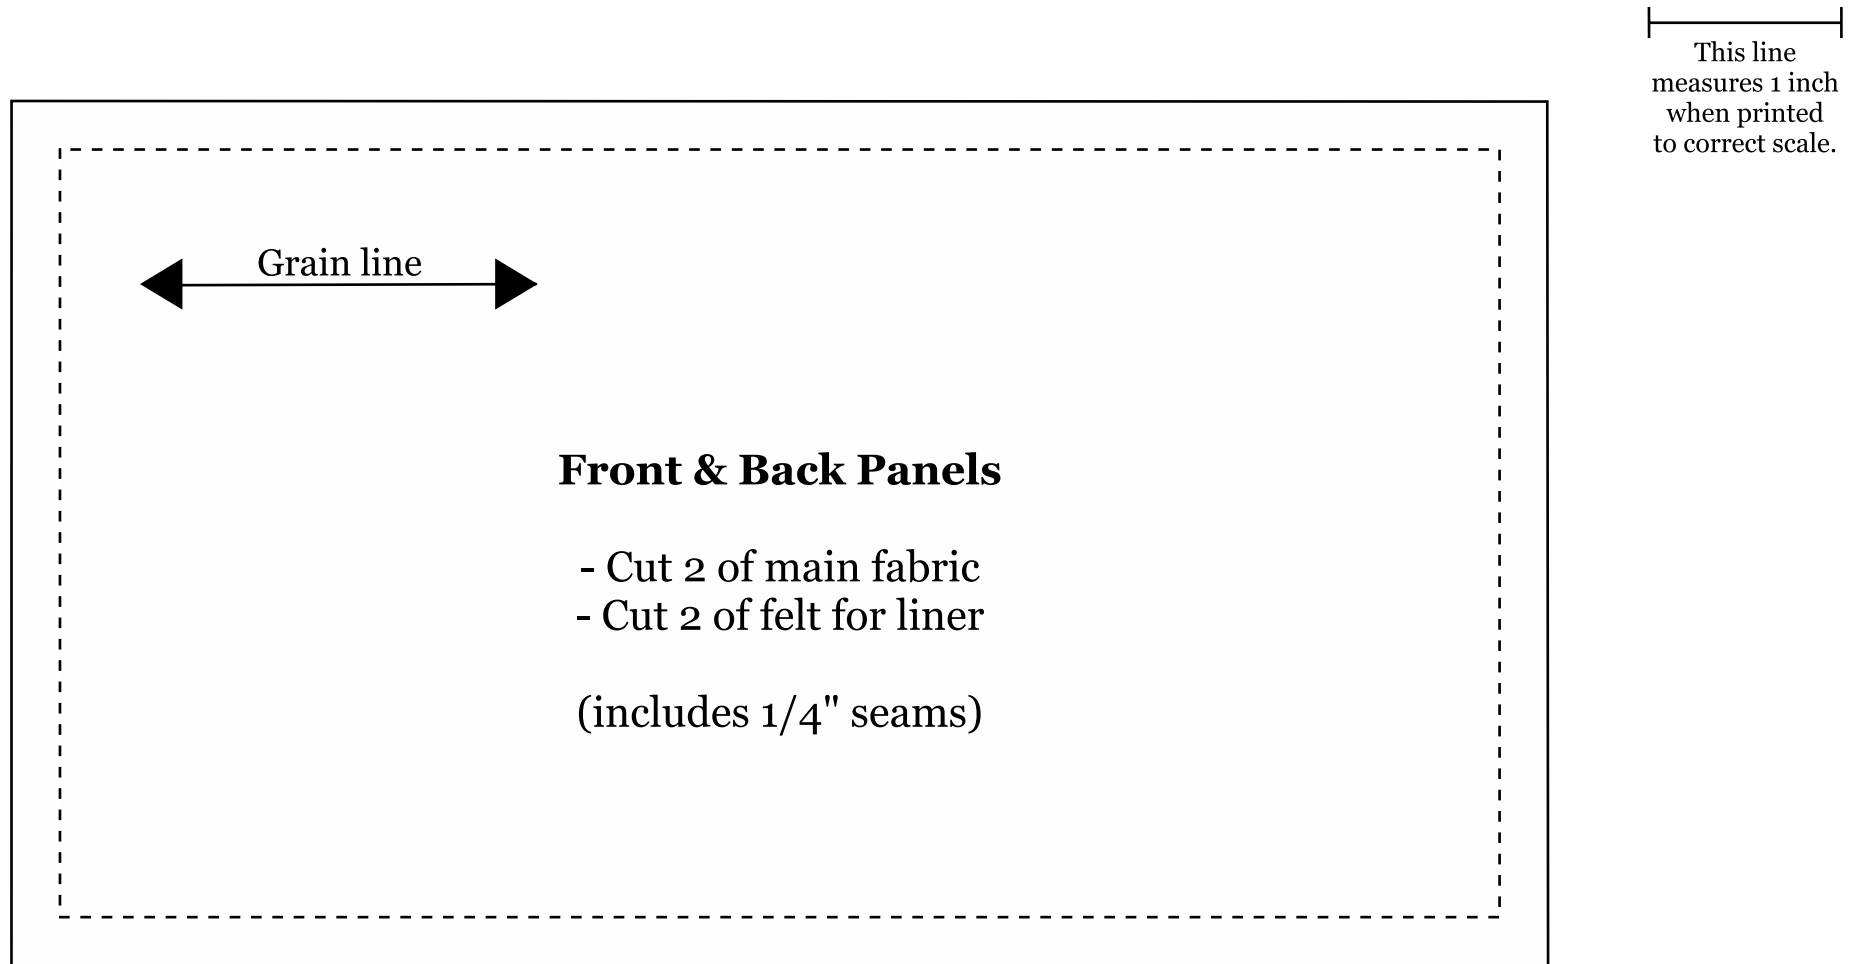 This line
measures 1 inch
when printed
to correct scale.
Grain line
Front & Back Panels
- Cut 2 of main fabric
- Cut 2 of felt for liner
(includes 1/4" seams)